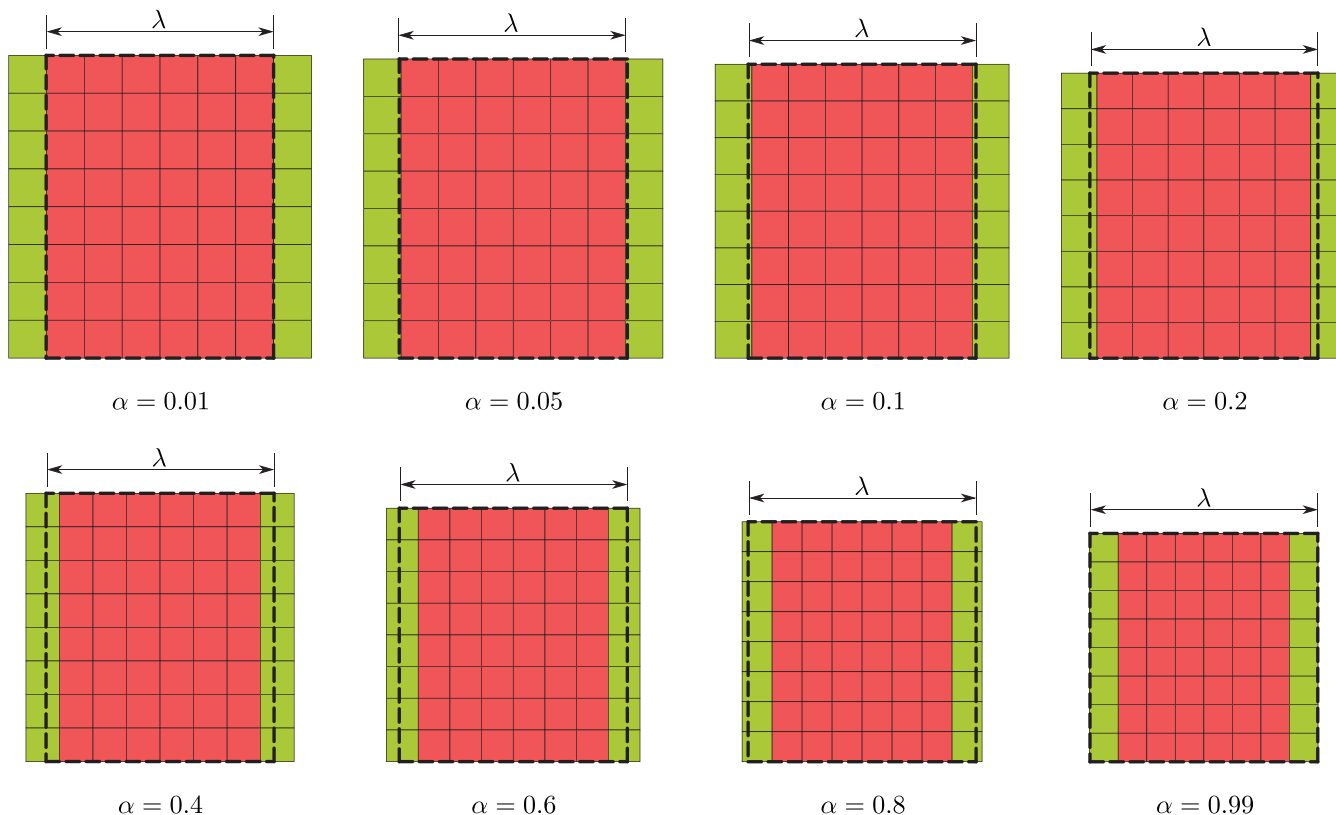 λ λ λ λ
α = 0.01 α = 0.05 α = 0.1 α = 0.2
λ λ λ λ
α = 0.4 α = 0.6 α = 0.8 α = 0.99